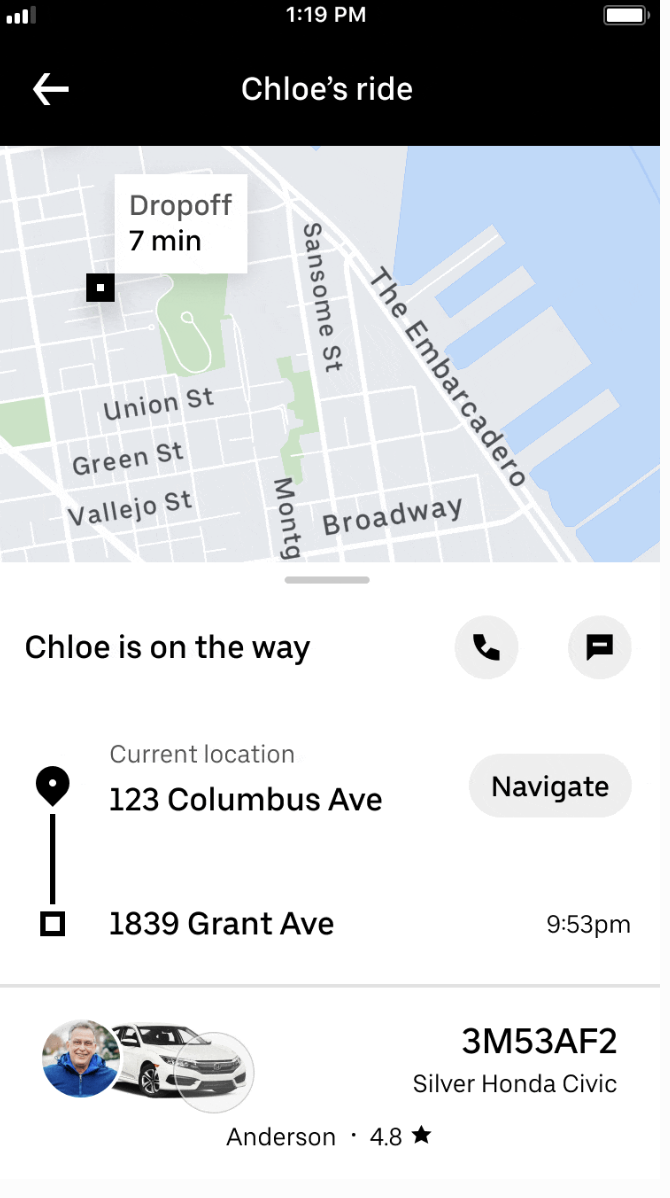 1:19 PM
Chloe’s ride
Dropoff
7 min
Sansome St
The Embarcadero
Union St
Green St
Vallejo St
Montg
Broadway
Chloe is on the way
Current location
123 Columbus Ave
Navigate
1839 Grant Ave
9:53pm
3M53AF2
Silver Honda Civic
Anderson · 4.8 ★